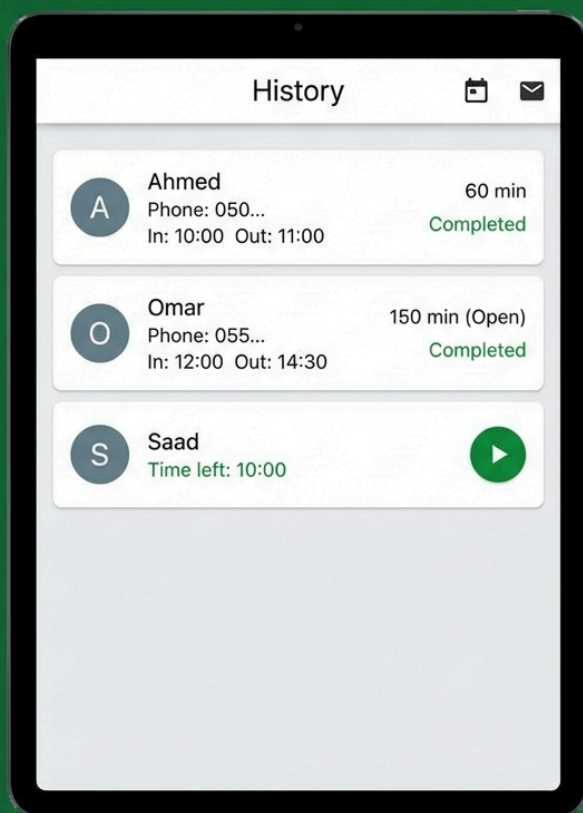 History
A
Ahmed
Phone: 050...
In: 10:00 Out: 11:00
60 min
Completed
O
Omar
Phone: 055...
In: 12:00 Out: 14:30
150 min (Open)
Completed
S
Saad
Time left: 10:00